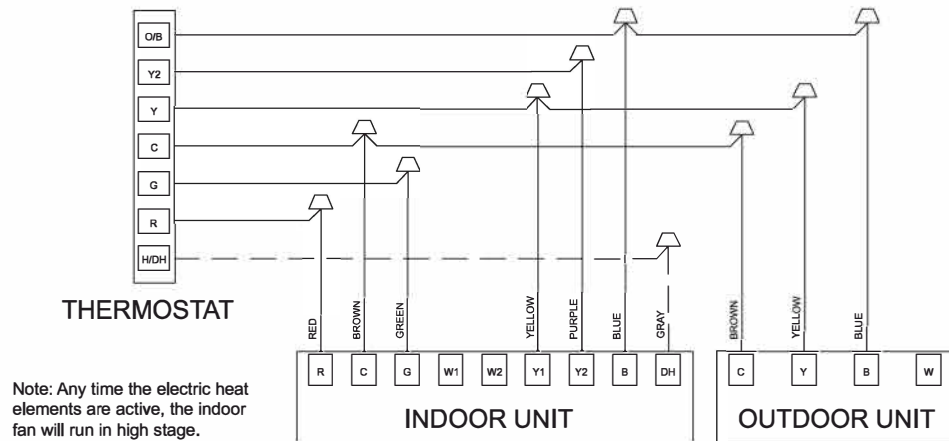 O/B
Y2
Y
C
G
R
H/DH
THERMOSTAT
RED
BROWN
GREEN
YELLOW
PURPLE
BLUE
GRAY
BROWN
YELLOW
BLUE
R C G W1 W2 Y1 Y2 B DH
C Y B W
INDOOR UNIT
OUTDOOR UNIT
Note: Any time the electric heat
elements are active, the indoor
fan will run in high stage.